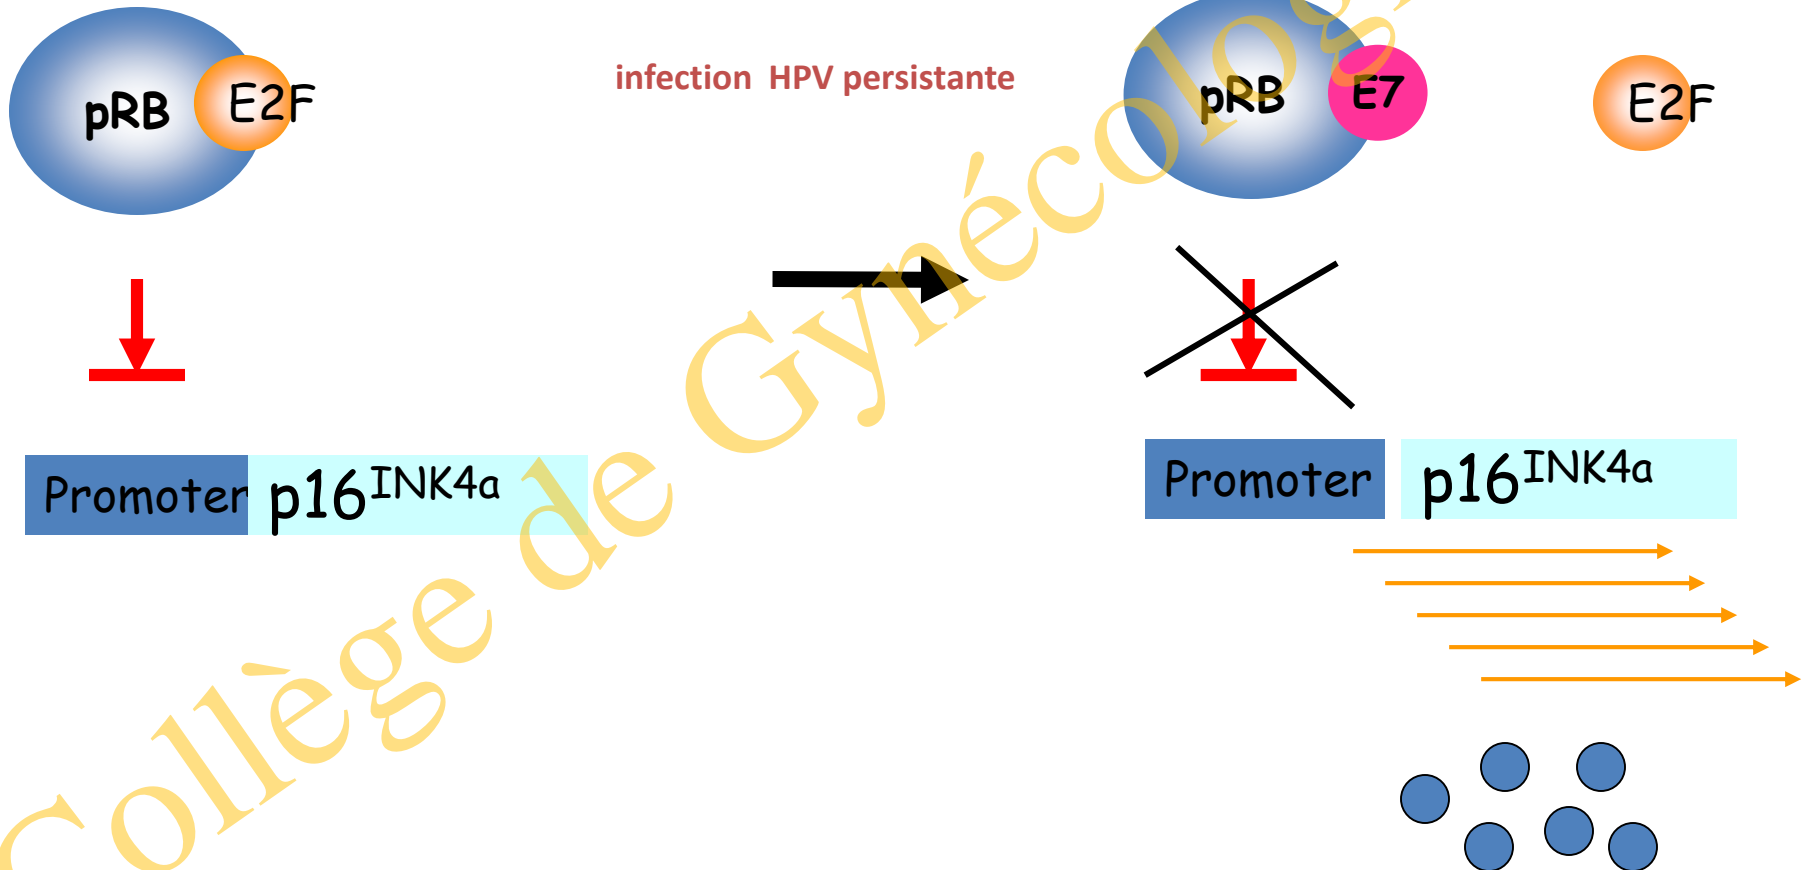 pRB E2F
infection HPV persistante
pRB E7
E2F
Promoter p16INK4a
Promoter p16INK4a
Collège de Gynécolog